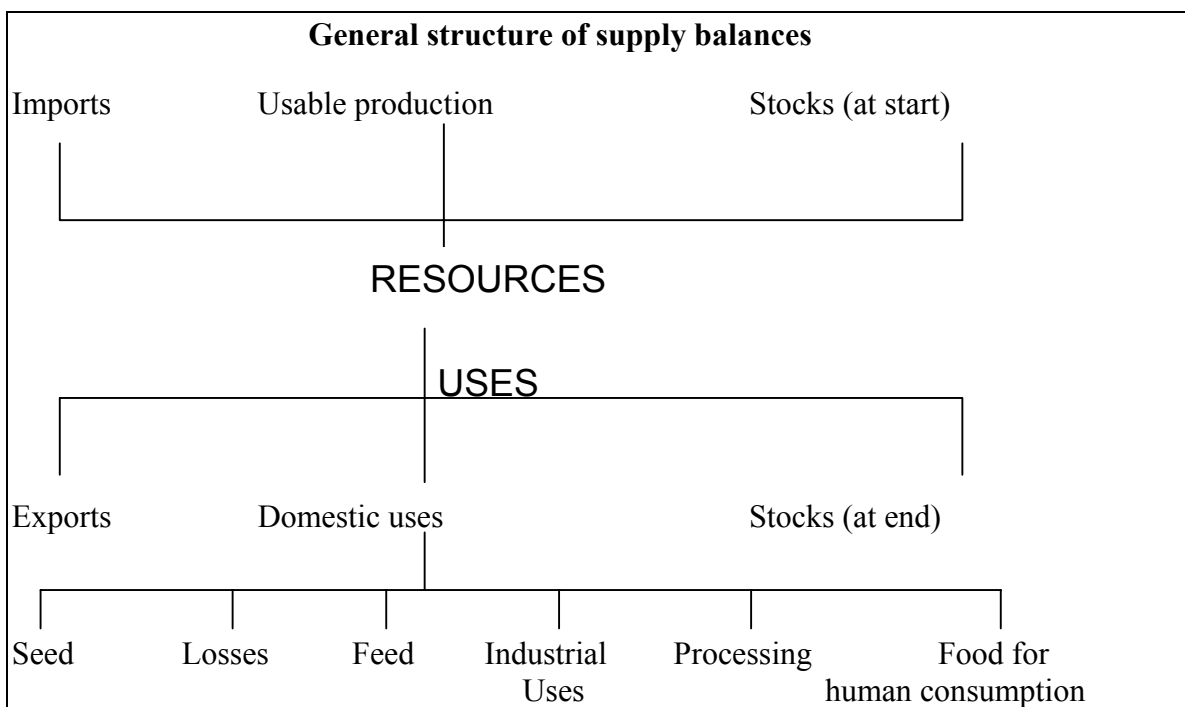 General structure of supply balances
Imports Usable production Stocks (at start)
RESOURCES
USES
Exports Domestic uses Stocks (at end)
Seed Losses Feed Industrial Processing Food for
Uses human consumption